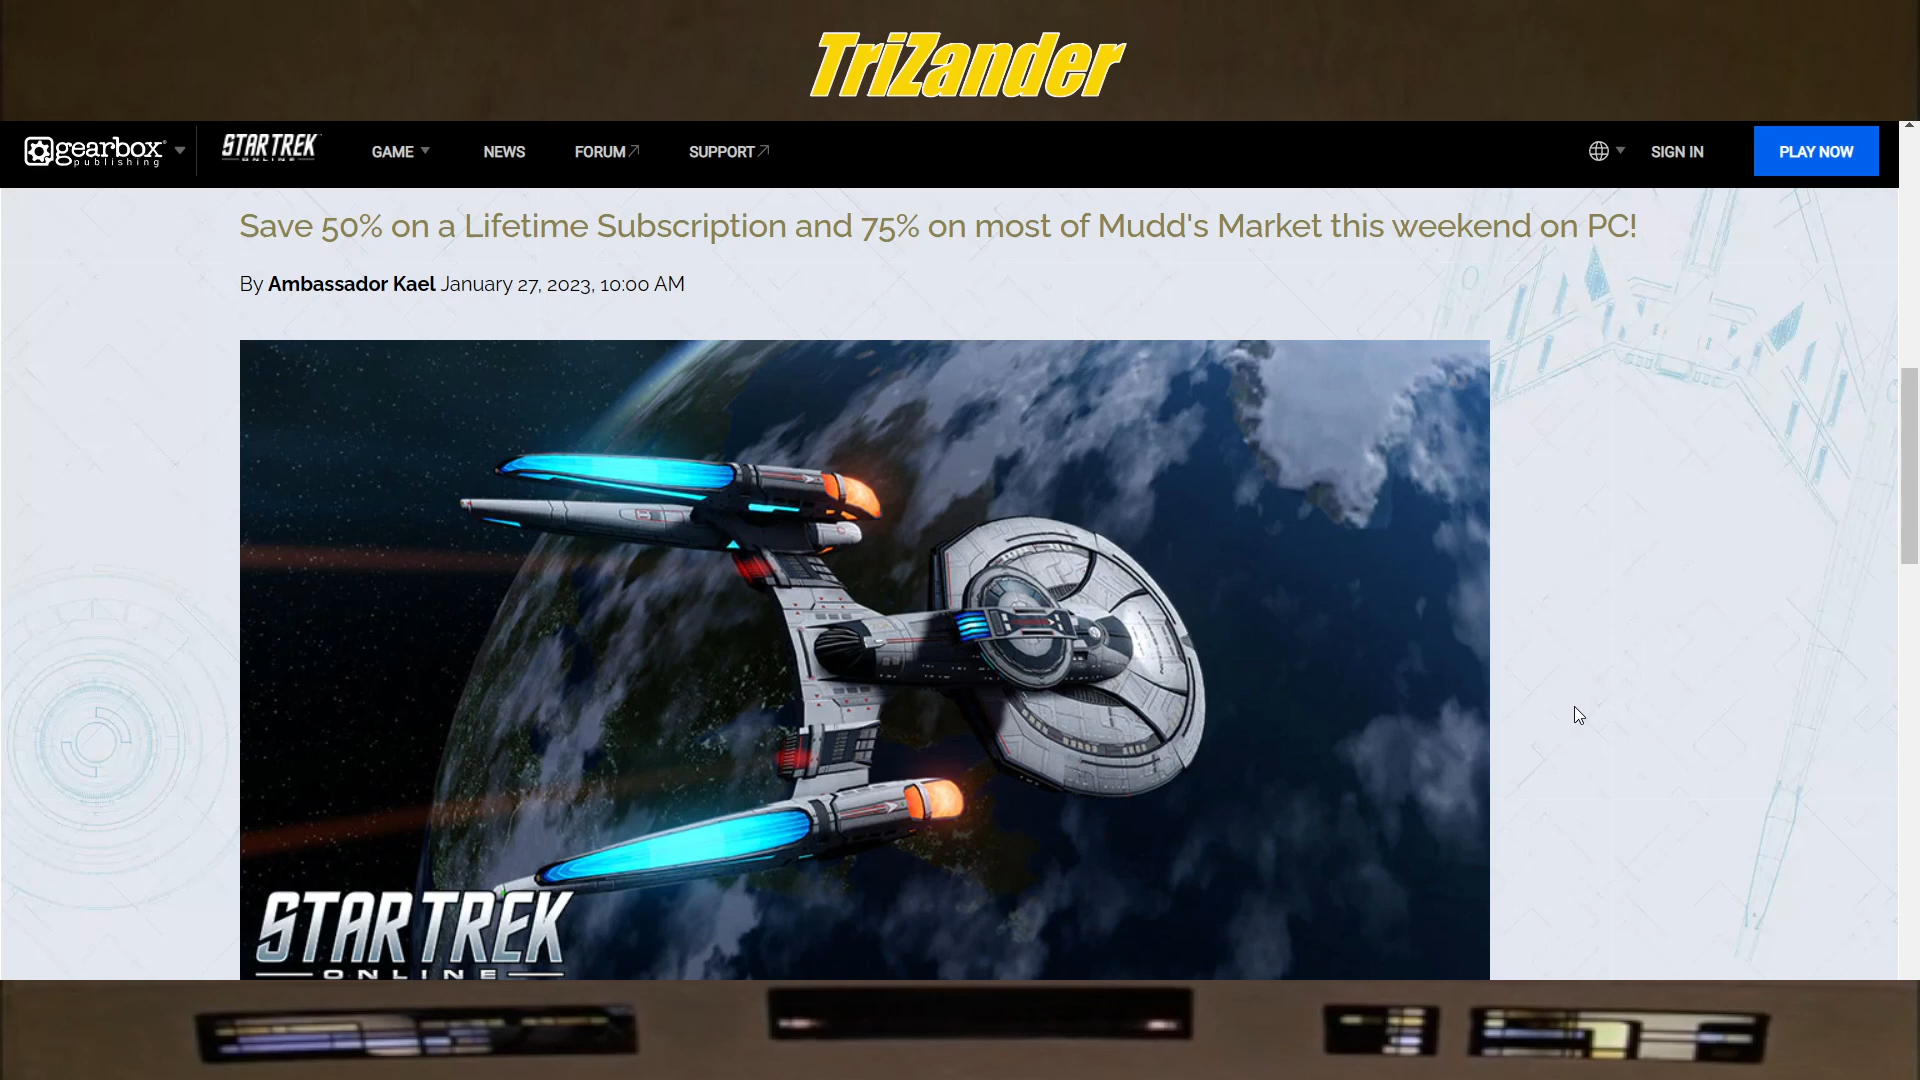 TriZander
gearbox publishing STAR TREK ONLINE GAME NEWS FORUM SUPPORT SIGN IN PLAY NOW
Save 50% on a Lifetime Subscription and 75% on most of Mudd's Market this weekend on PC!
By Ambassador Kael January 27, 2023, 10:00 AM
STAR TREK
ONLINE